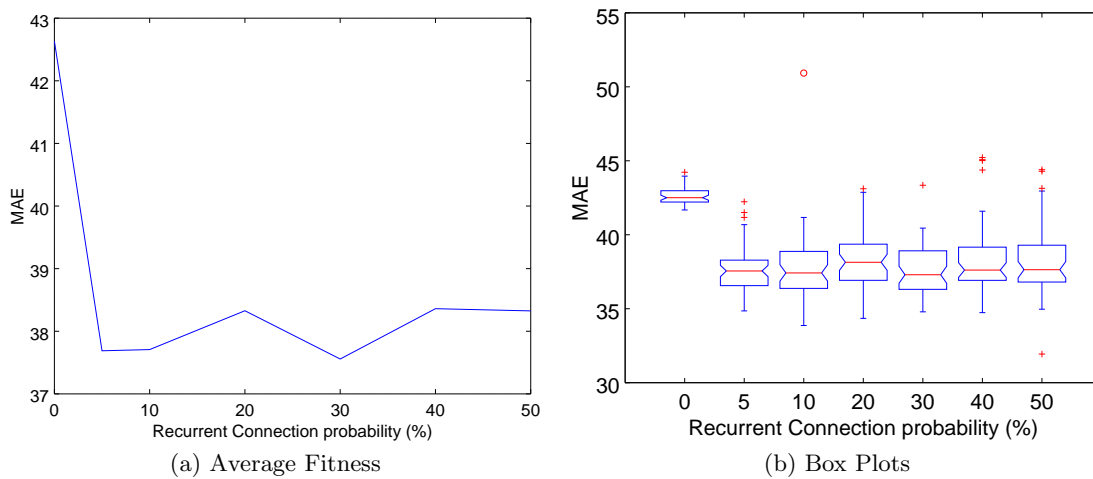 43
42
41
40
39
38
37
MAE
0 10 20 30 40 50
Recurrent Connection probability (%)
(a) Average Fitness
55
50
45
40
35
30
MAE
0 5 10 20 30 40 50
Recurrent Connection probability (%)
(b) Box Plots